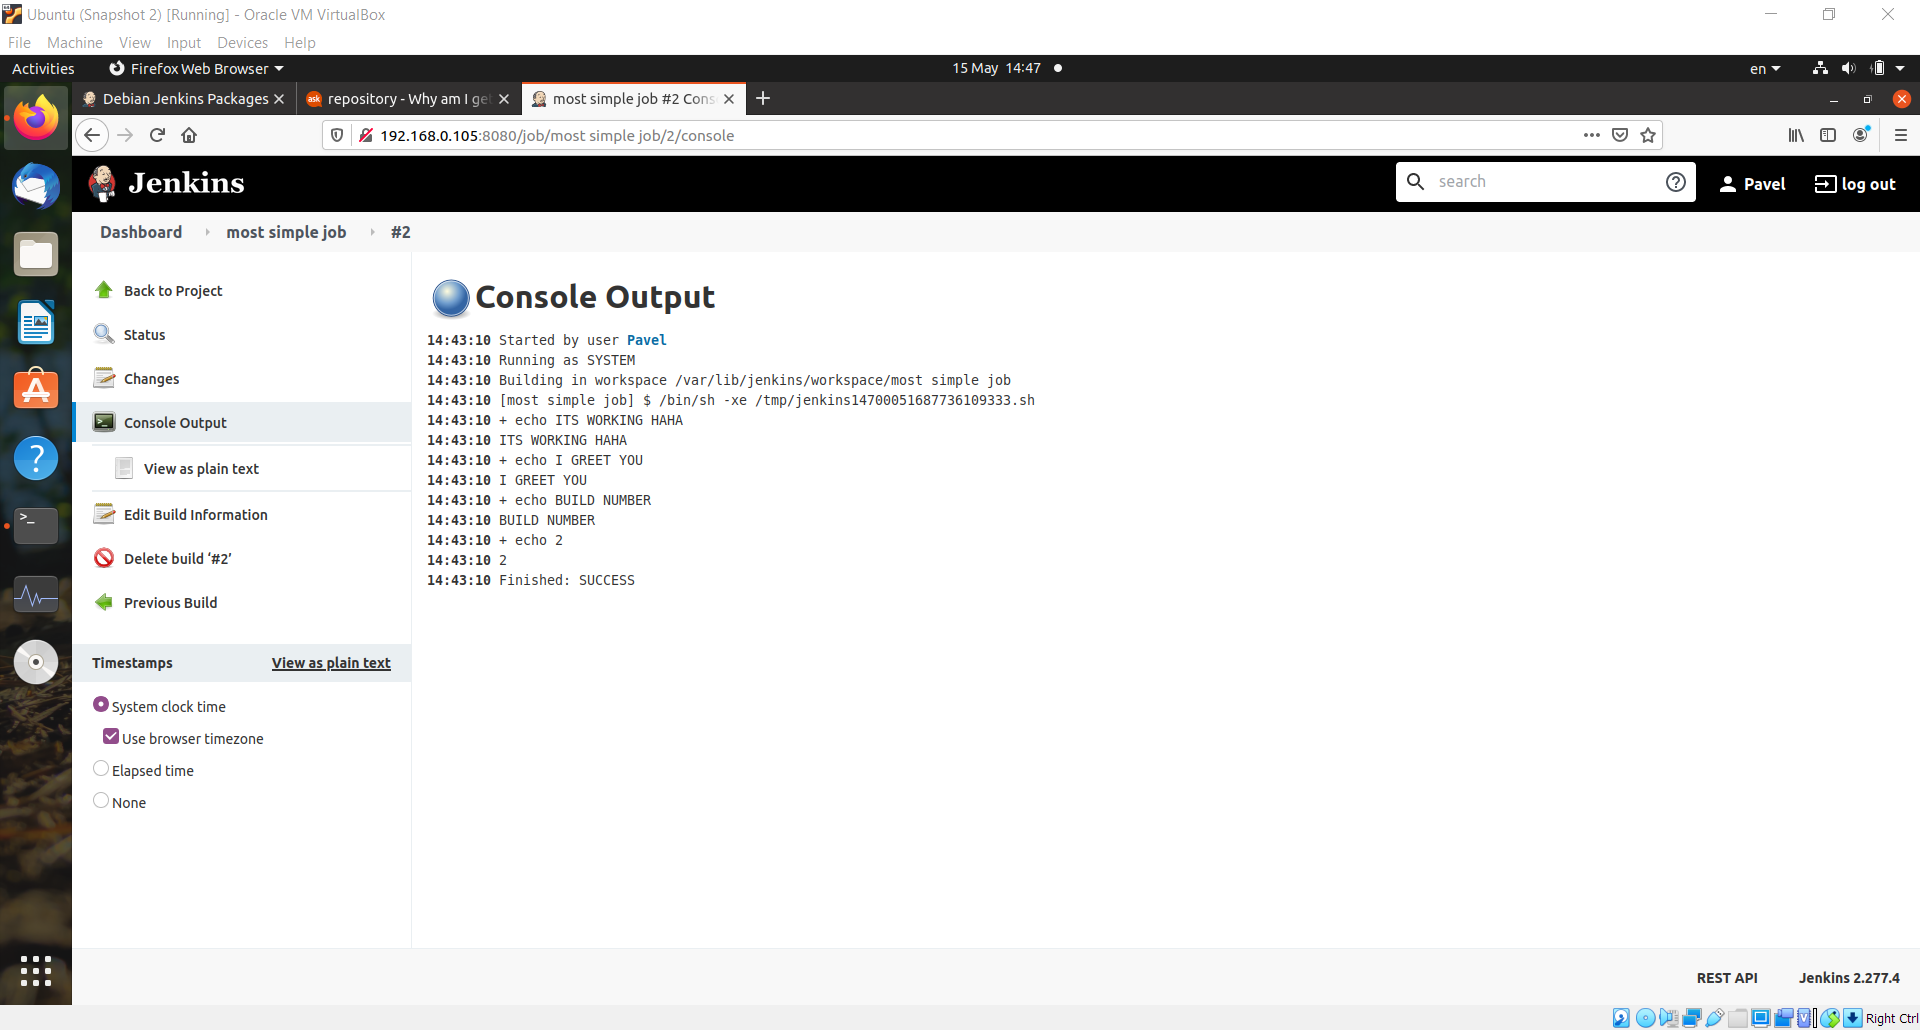 Ubuntu (Snapshot 2) [Running] - Oracle VM VirtualBox
File Machine View Input Devices Help
Activities Firefox Web Browser 15 May 14:47 en
Debian Jenkins Packages ask repository - Why am I get most simple job #2 Cons
192.168.0.105:8080/job/most simple job/2/console
Jenkins search Pavel log out
Dashboard most simple job #2
Back to Project
Status
Changes
Console Output
View as plain text
Edit Build Information
Delete build ‘#2’
Previous Build
Timestamps View as plain text
System clock time
Use browser timezone
Elapsed time
None
Console Output
14:43:10 Started by user Pavel
14:43:10 Running as SYSTEM
14:43:10 Building in workspace /var/lib/jenkins/workspace/most simple job
14:43:10 [most simple job] $ /bin/sh -xe /tmp/jenkins14700051687736109333.sh
14:43:10 + echo ITS WORKING HAHA
14:43:10 ITS WORKING HAHA
14:43:10 + echo I GREET YOU
14:43:10 I GREET YOU
14:43:10 + echo BUILD NUMBER
14:43:10 BUILD NUMBER
14:43:10 + echo 2
14:43:10 2
14:43:10 Finished: SUCCESS
REST API Jenkins 2.277.4
Right Ctrl